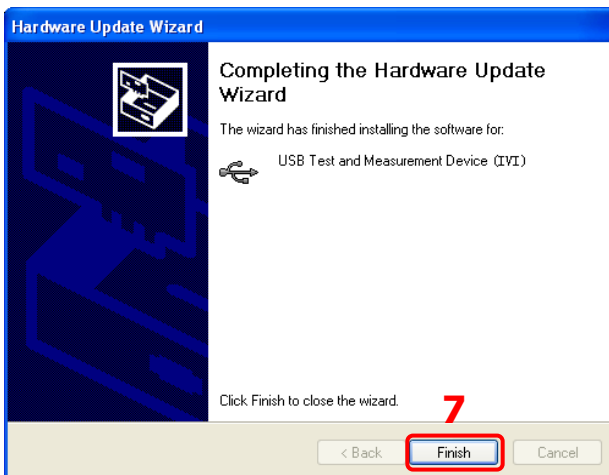 Hardware Update Wizard
Completing the Hardware Update
Wizard
The wizard has finished installing the software for:
USB Test and Measurement Device (IVI)
Click Finish to close the wizard.
7
< Back
Finish
Cancel